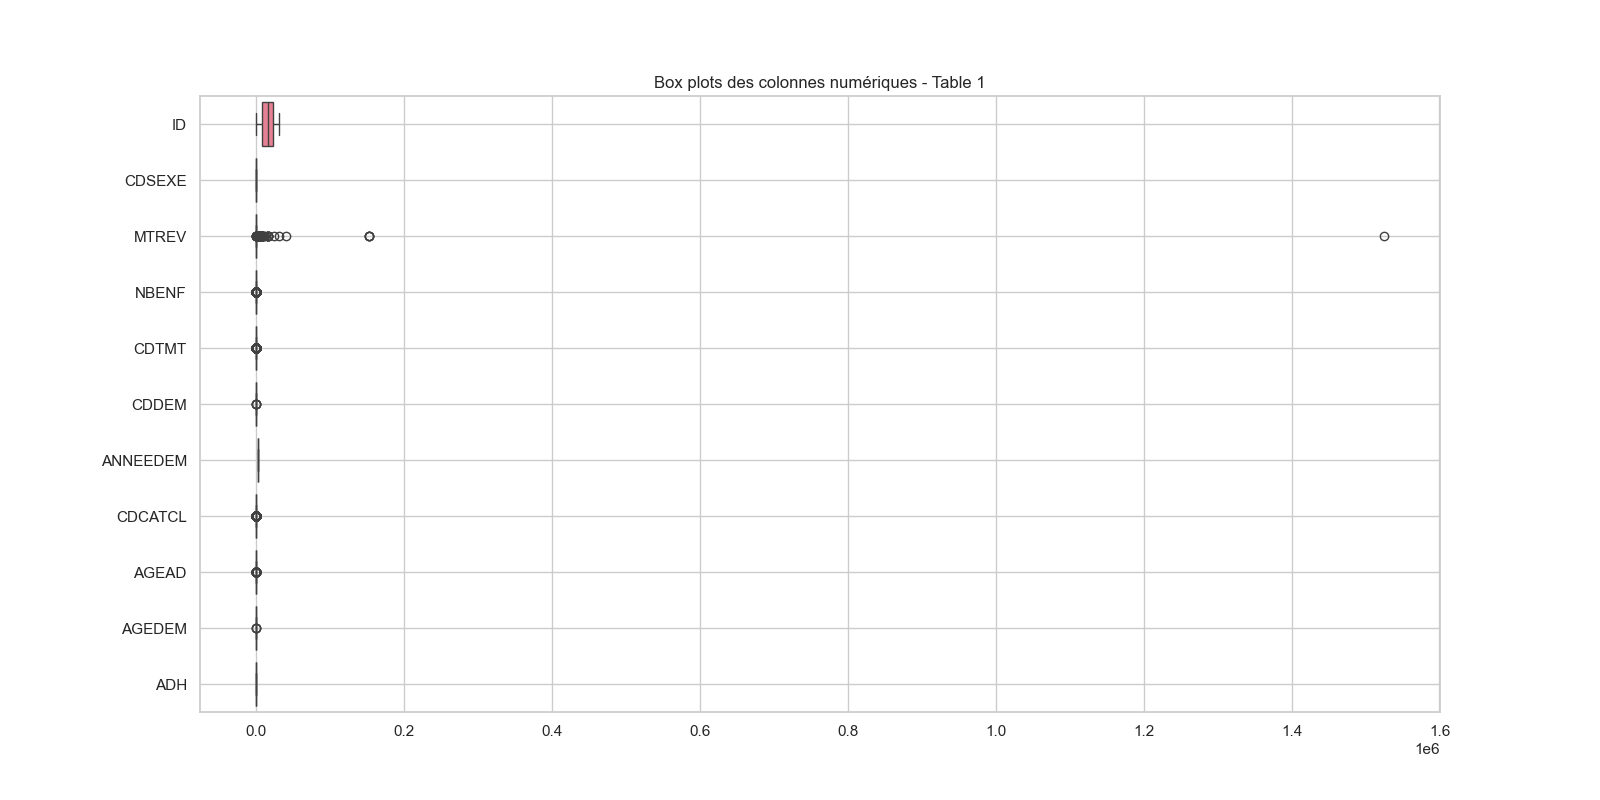 Box plots des colonnes numériques - Table 1
ID
CDSEXE
MTREV
NBENF
CDTMT
CDDEM
ANNEEDEM
CDCATCL
AGEAD
AGEDEM
ADH
0.0 0.2 0.4 0.6 0.8 1.0 1.2 1.4 1.6
1e6